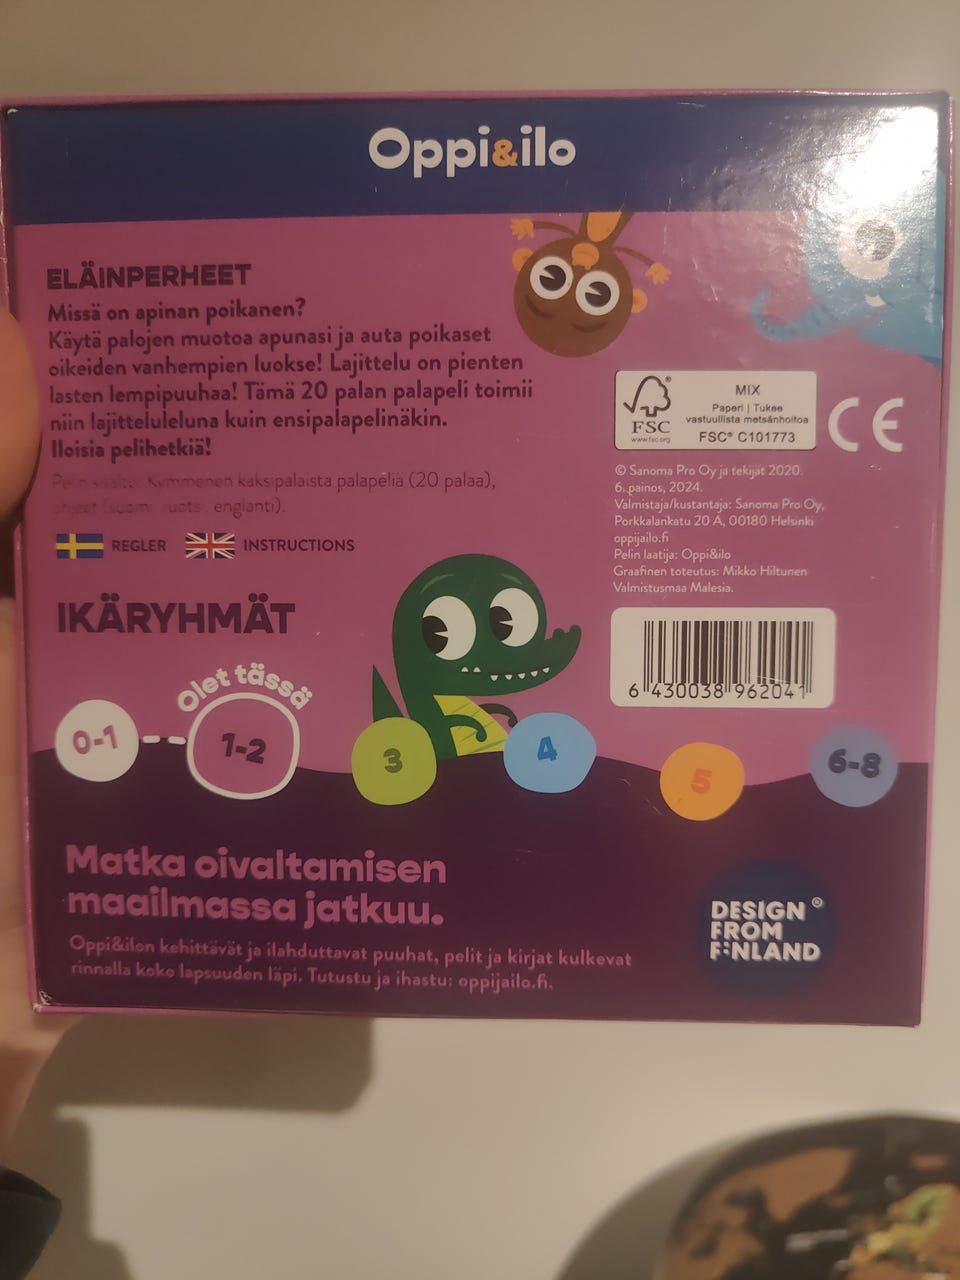 Oppi&ilo
ELÄINPERHEET
Missä on apinan poikanen?
Käytä palojen muotoa apunasi ja auta poikaset
oikeiden vanhempien luokse! Lajittelu on pienten
lasten lempipuuhaa! Tämä 20 palan palapeli toimii
niin lajitteluleluna kuin ensipalapelinäkin.
Iloisia pelihetkiä!
Pelin sisältö: Kymmenen kaksipalaista palapeliä (20 palaa),
ohjeet (suomi, ruotsi, englanti).
REGLER
INSTRUCTIONS
FSC
www.fsc.org
MIX
Paperi | Tukee
vastuullista metsänhoitoa
FSC® C101773
CE
© Sanoma Pro Oy ja tekijät 2020.
6. painos, 2024.
Valmistaja/kustantaja: Sanoma Pro Oy,
Porkkalankatu 20 A, 00180 Helsinki
oppijailo.fi
Pelin laatija: Oppi&ilo
Graafinen toteutus: Mikko Hiltunen
Valmistusmaa Malesia.
6 430038 962041
IKÄRYHMÄT
Olet tässä
0-1
1-2
3
4
5
6-8
Matka oivaltamisen
maailmassa jatkuu.
Oppi&ilon kehittävät ja ilahduttavat puuhat, pelit ja kirjat kulkevat
rinnalla koko lapsuuden läpi. Tutustu ja ihastu: oppijailo.fi.
DESIGN ®
FROM
FINLAND